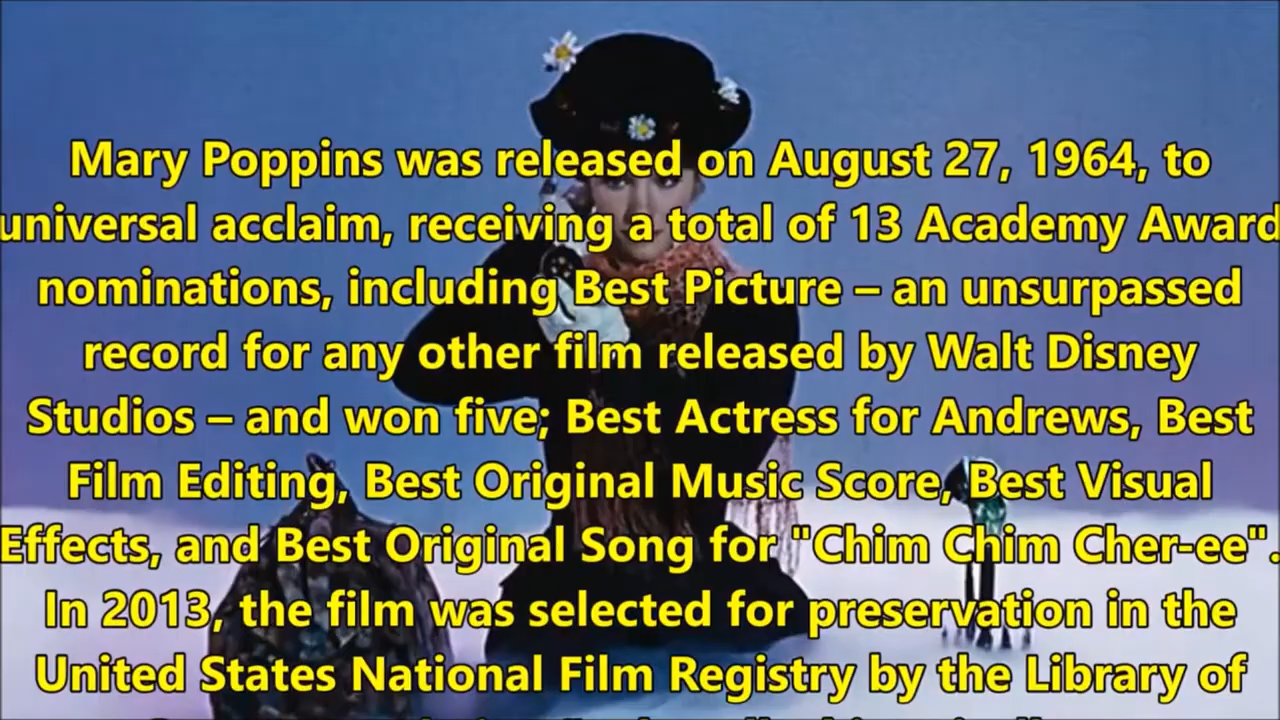 Mary Poppins was released on August 27, 1964, to
universal acclaim, receiving a total of 13 Academy Award
nominations, including Best Picture – an unsurpassed
record for any other film released by Walt Disney
Studios – and won five; Best Actress for Andrews, Best
Film Editing, Best Original Music Score, Best Visual
Effects, and Best Original Song for "Chim Chim Cher-ee".
In 2013, the film was selected for preservation in the
United States National Film Registry by the Library of